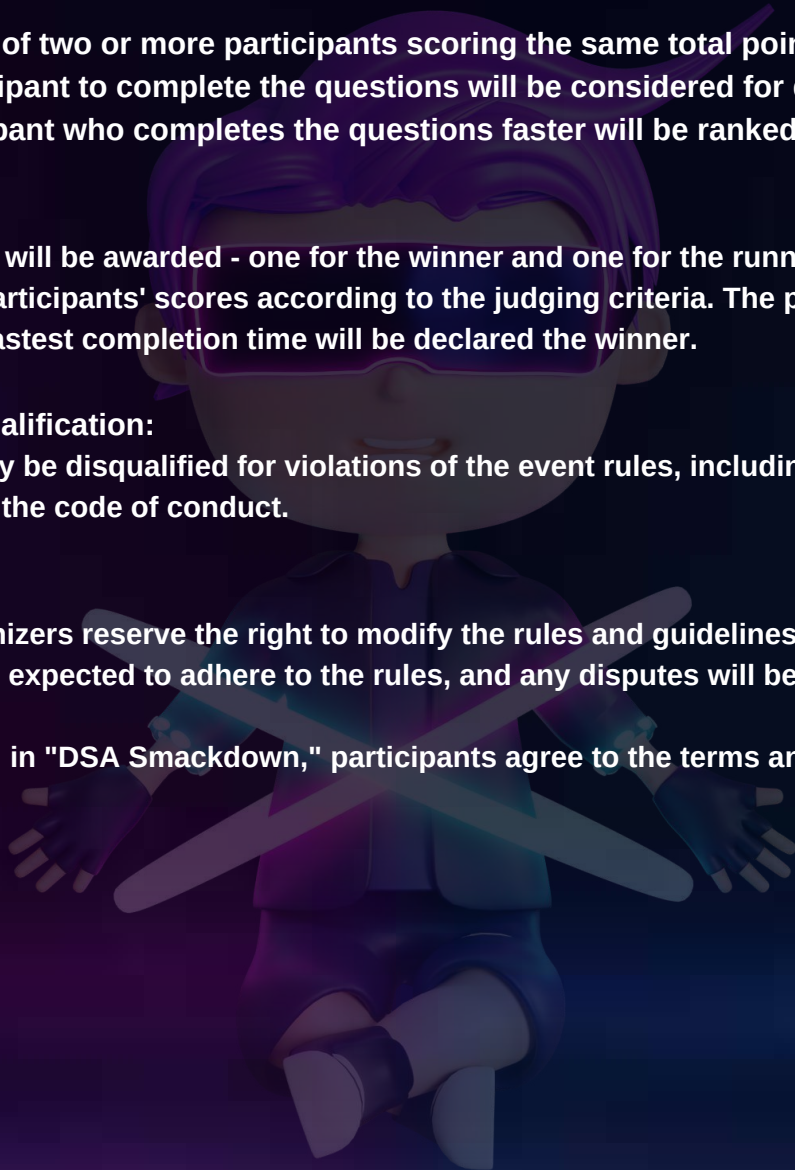 of two or more participants scoring the same total poin
ipant to complete the questions will be considered for
pant who completes the questions faster will be ranked
will be awarded - one for the winner and one for the runn
articipants' scores according to the judging criteria. The p
astest completion time will be declared the winner.
alification:
y be disqualified for violations of the event rules, includin
the code of conduct.
nizers reserve the right to modify the rules and guidelines
expected to adhere to the rules, and any disputes will be
in "DSA Smackdown," participants agree to the terms an